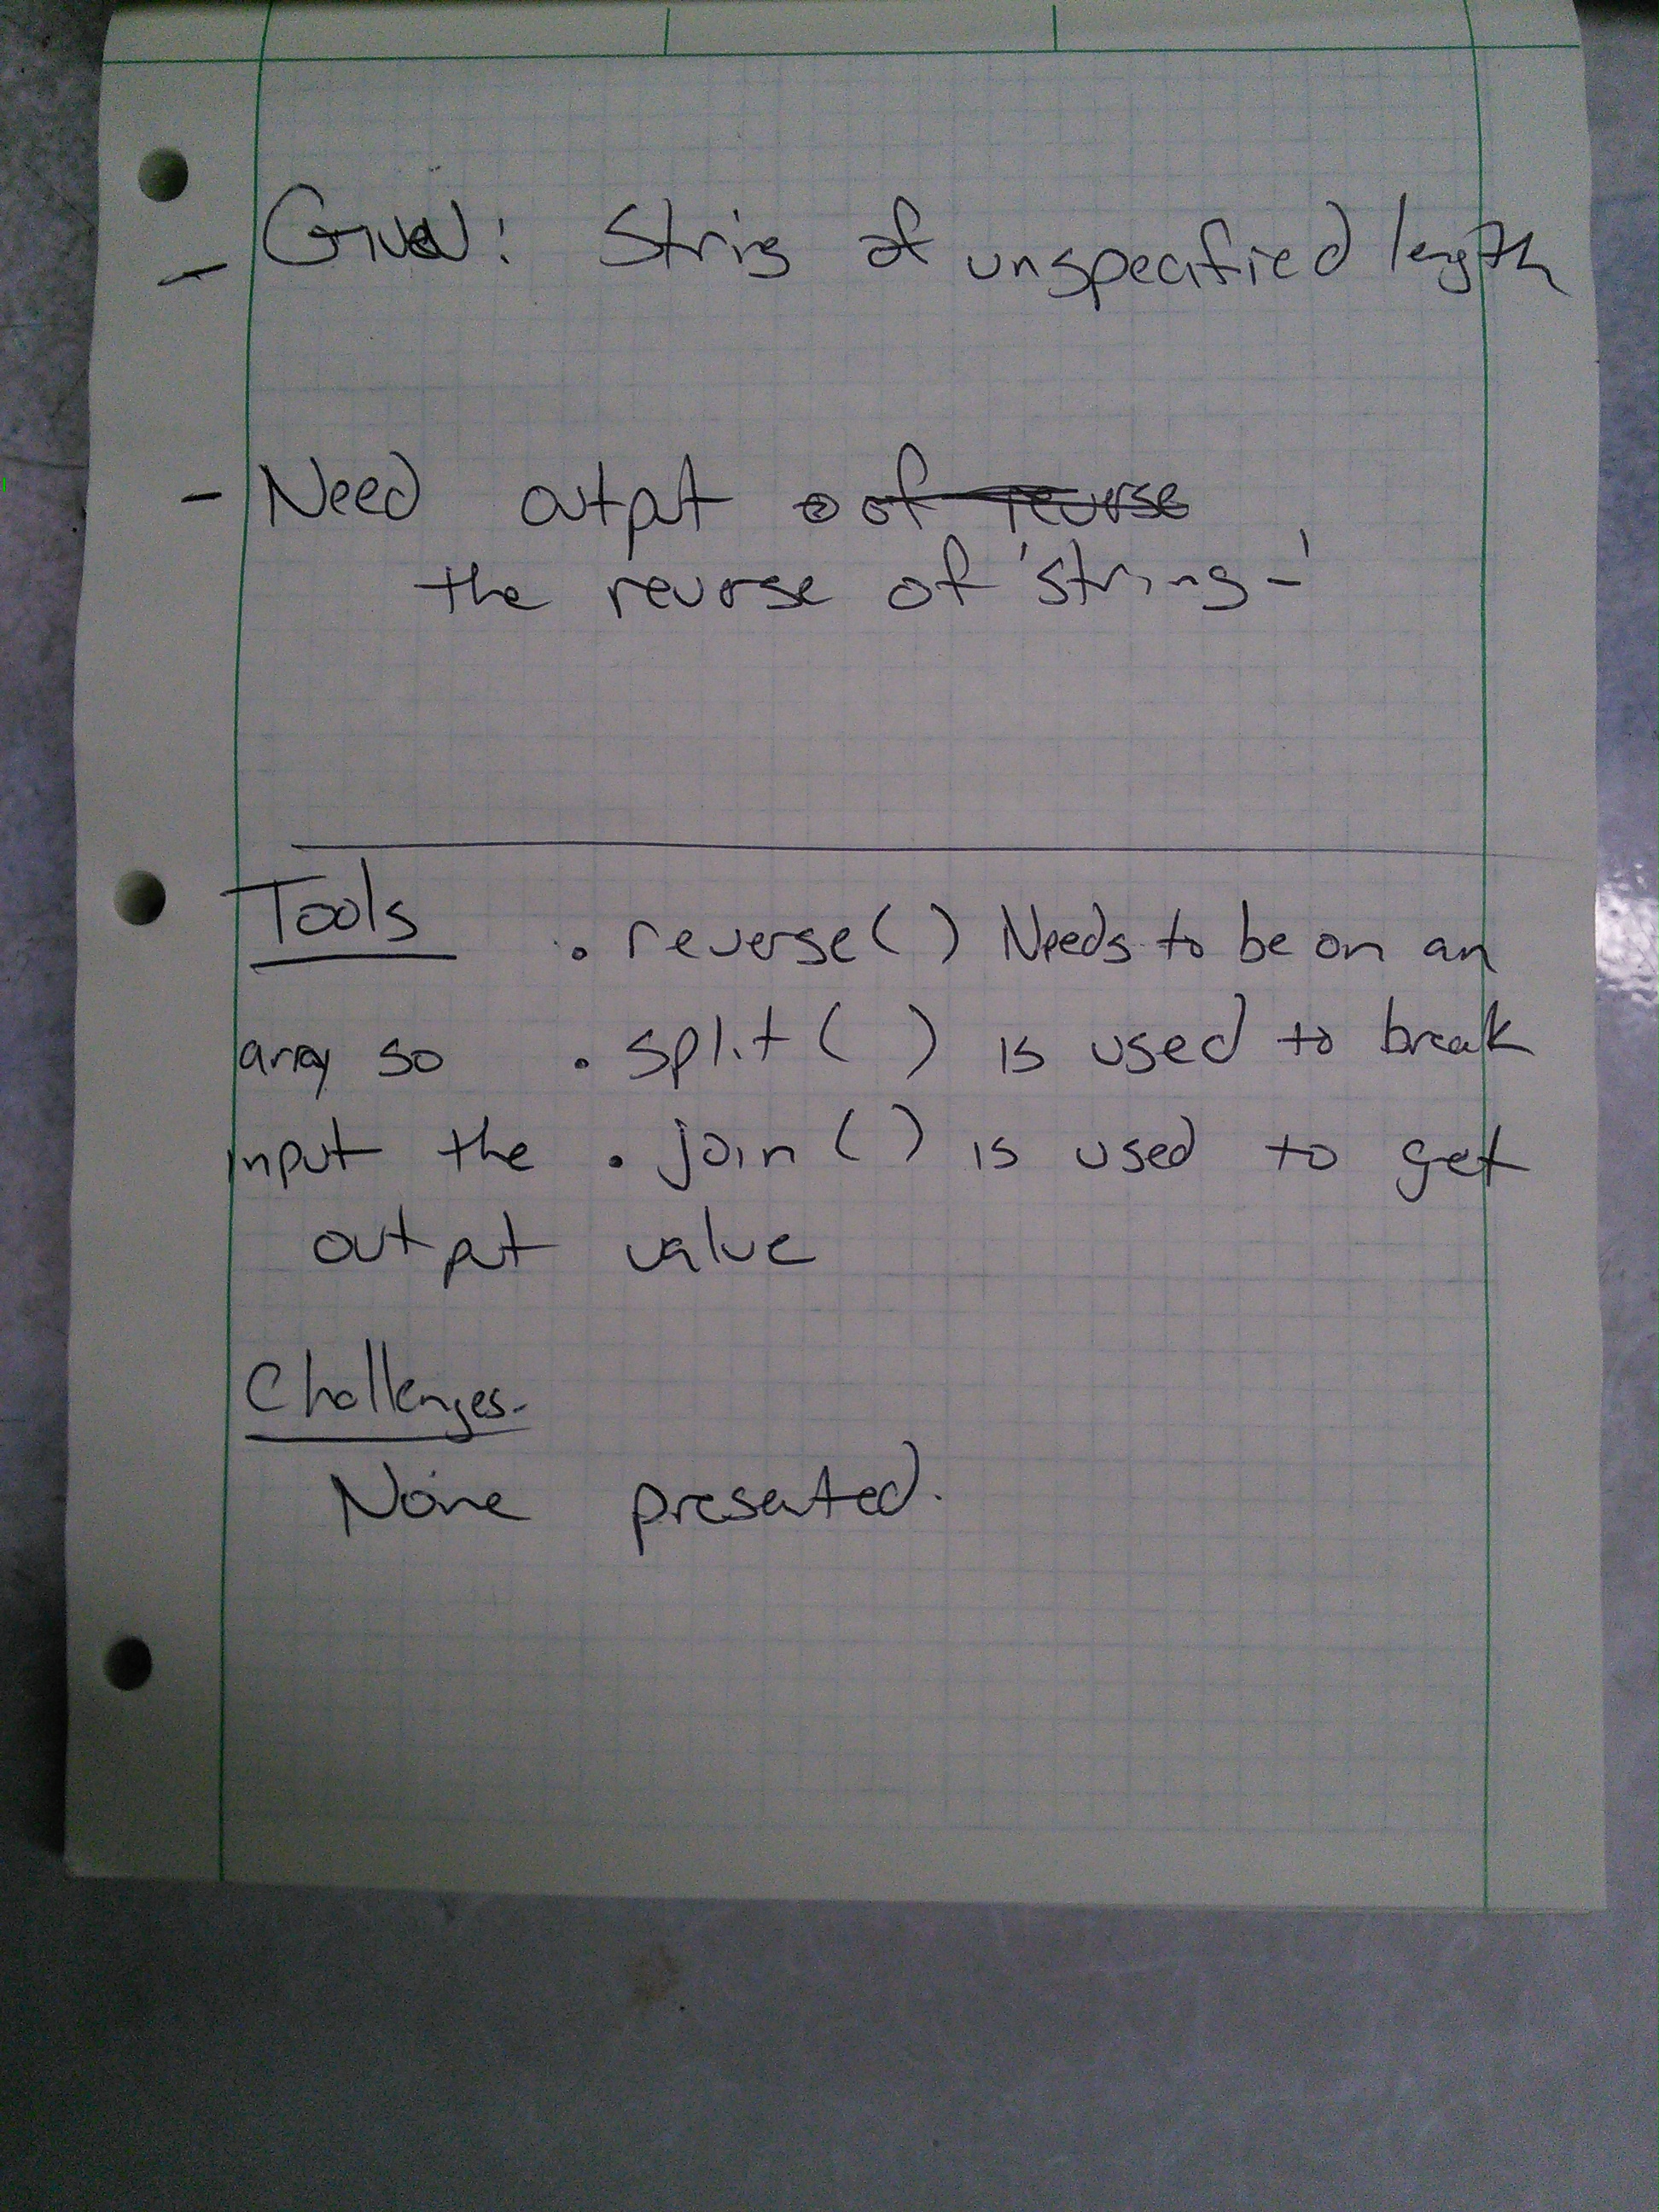 - Given: String of unspecified length
- Need output of reverse
the reverse of 'string-'
Tools .reverse() Needs to be on an
array so .split( ) is used to break
input the .join() is used to get
output value
Challenges-
None presented.